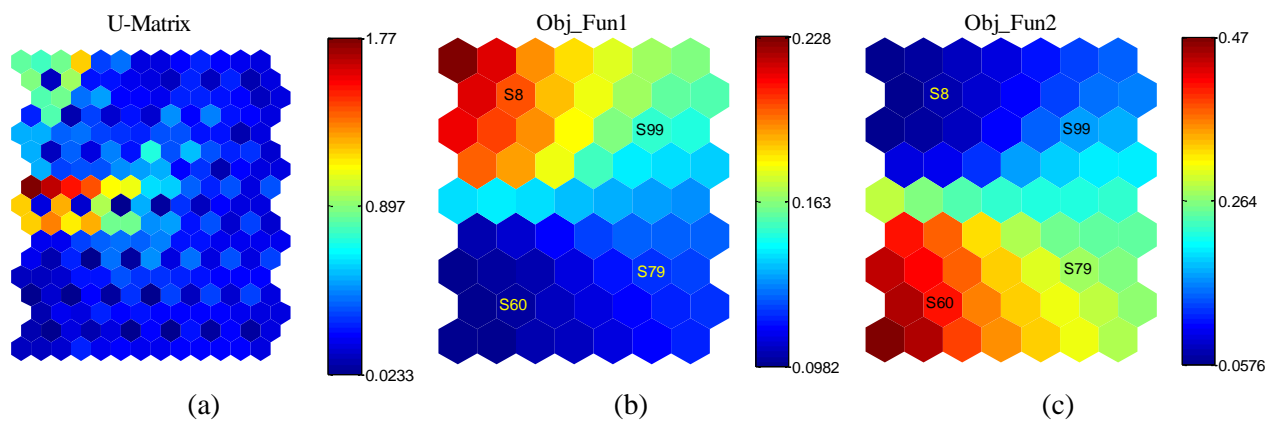 U-Matrix
1.77
0.897
0.0233
(a)
Obj_Fun1
S8
S99
S79
S60
0.228
0.163
0.0982
(b)
Obj_Fun2
S8
S99
S79
S60
0.47
0.264
0.0576
(c)